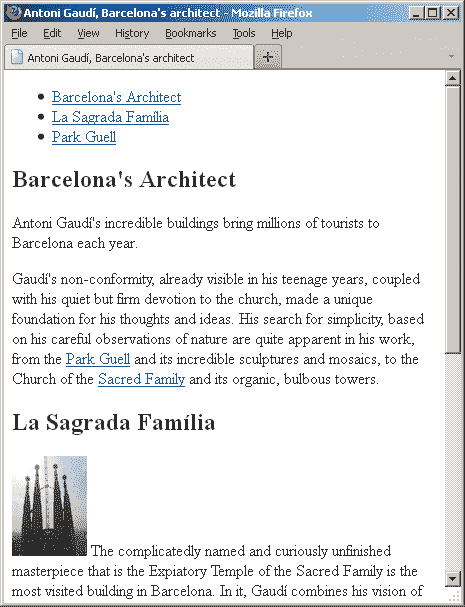 Antoni Gaudí, Barcelona's architect - Mozilla Firefox
File Edit View History Bookmarks Tools Help
Antoni Gaudí, Barcelona's architect
Barcelona's Architect
La Sagrada Família
Park Guell
Barcelona's Architect
Antoni Gaudí's incredible buildings bring millions of tourists to
Barcelona each year.
Gaudí's non-conformity, already visible in his teenage years, coupled
with his quiet but firm devotion to the church, made a unique
foundation for his thoughts and ideas. His search for simplicity, based
on his careful observations of nature are quite apparent in his work,
from the Park Guell and its incredible sculptures and mosaics, to the
Church of the Sacred Family and its organic, bulbous towers.
La Sagrada Família
The complicatedly named and curiously unfinished
masterpiece that is the Expiatory Temple of the Sacred Family is the
most visited building in Barcelona. In it, Gaudí combines his vision of